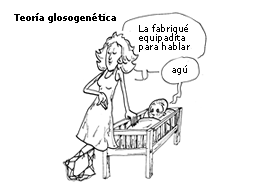 Teoría glosogenética
La fabriqué
equipadita
para hablar
agú